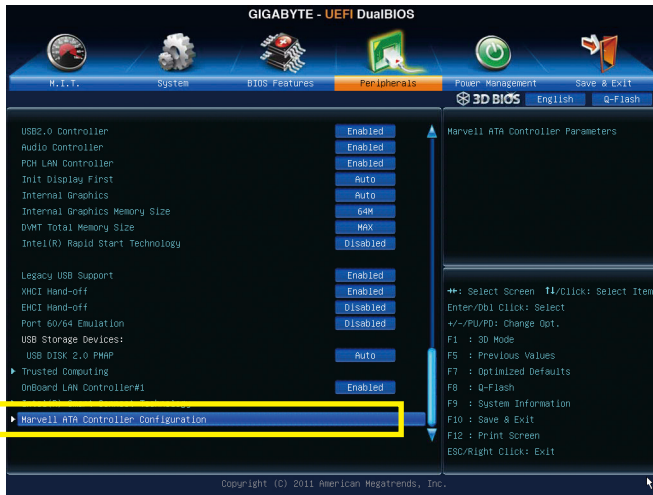 GIGABYTE - UEFI DualBIOS
M.I.T. System BIOS Features Peripherals Power Management Save & Exit
3D BIOS English Q-Flash
USB2.0 Controller Enabled
Audio Controller Enabled
PCH LAN Controller Enabled
Init Display First Auto
Internal Graphics Auto
Internal Graphics Memory Size 64M
DVMT Total Memory Size MAX
Intel(R) Rapid Start Technology Disabled
Legacy USB Support Enabled
XHCI Hand-off Enabled
EHCI Hand-off Disabled
Port 60/64 Emulation Disabled
USB Storage Devices:
USB DISK 2.0 PMAP Auto
Trusted Computing
OnBoard LAN Controller#1 Enabled
Marvell ATA Controller Configuration
Marvell ATA Controller Parameters
↔: Select Screen ↑↓/Click: Select Item
Enter/Dbl Click: Select
+/-/PU/PD: Change Opt.
F1 : 3D Mode
F5 : Previous Values
F7 : Optimized Defaults
F8 : Q-Flash
F9 : System Information
F10 : Save & Exit
F12 : Print Screen
ESC/Right Click: Exit
Copyright (C) 2011 American Megatrends, Inc.